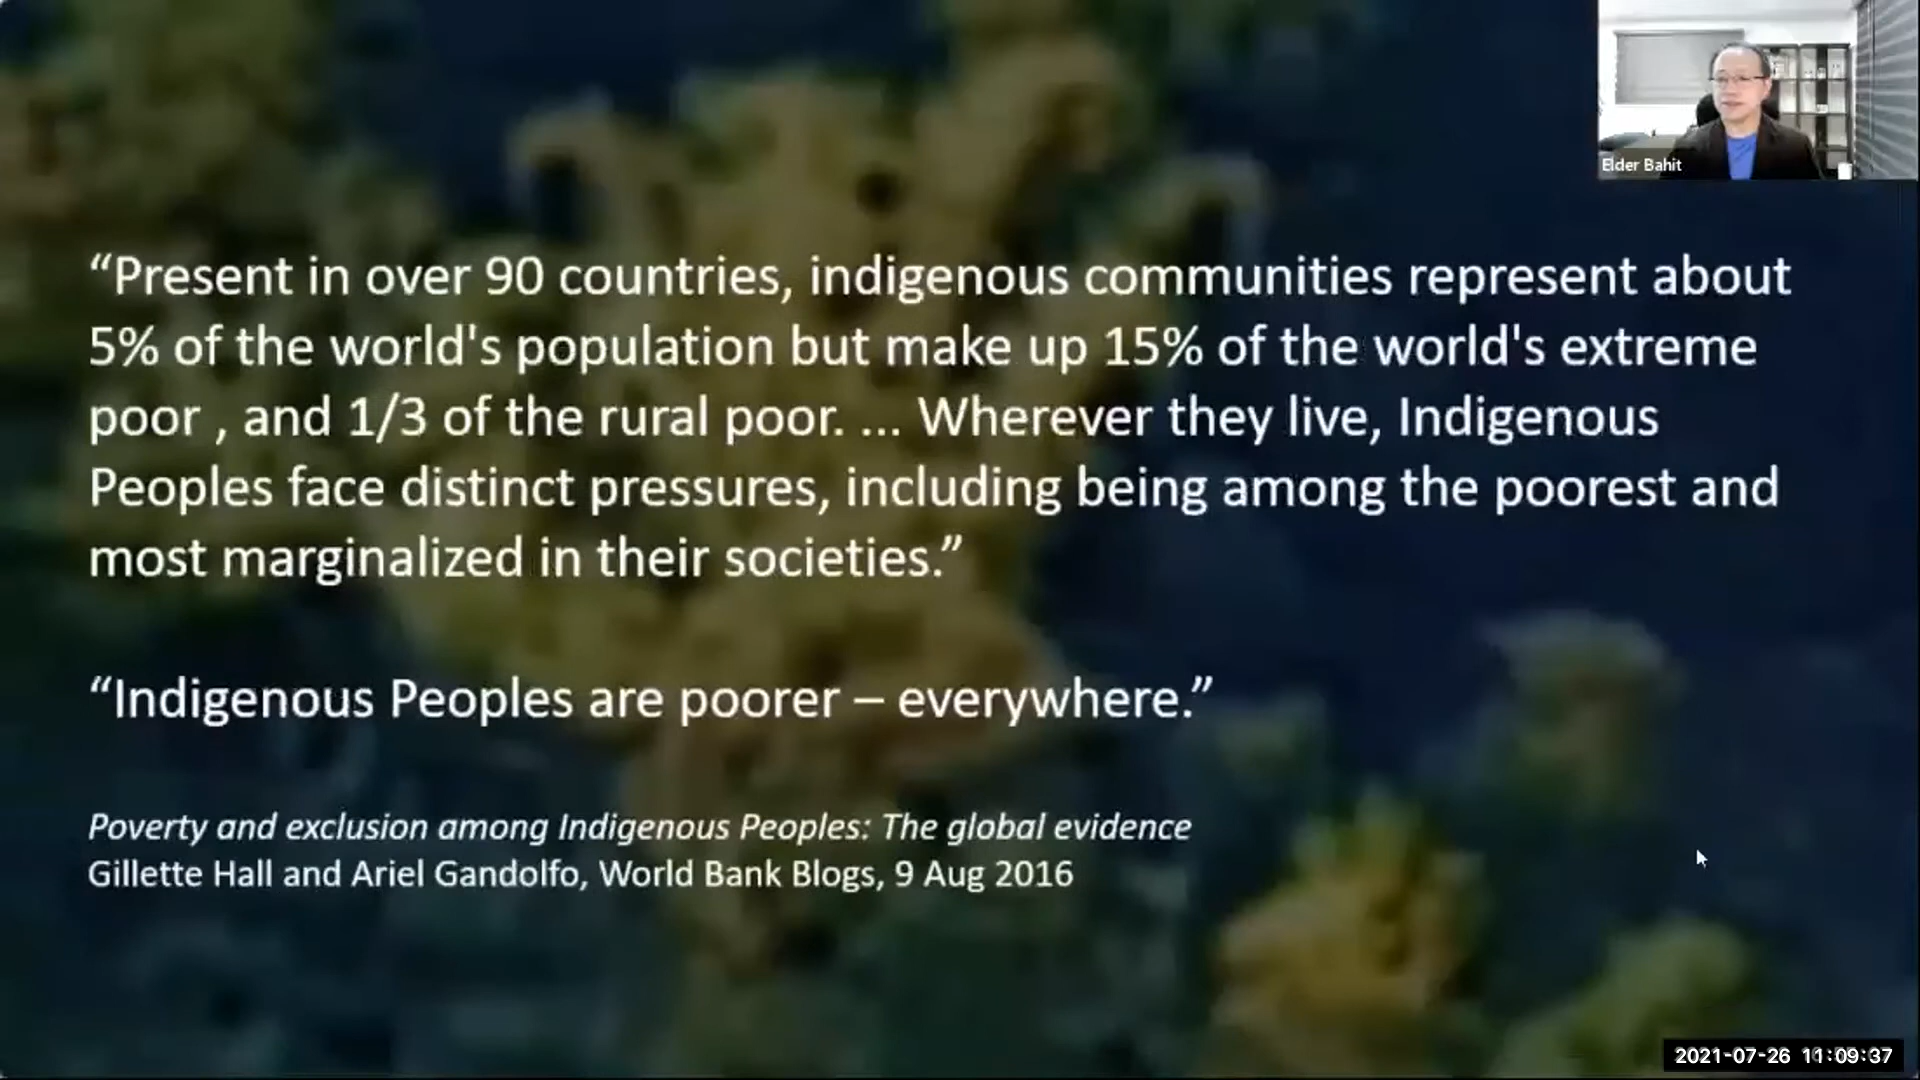 Elder Bahit
“Present in over 90 countries, indigenous communities represent about
5% of the world's population but make up 15% of the world's extreme
poor , and 1/3 of the rural poor. ... Wherever they live, Indigenous
Peoples face distinct pressures, including being among the poorest and
most marginalized in their societies.”
“Indigenous Peoples are poorer – everywhere.”
Poverty and exclusion among Indigenous Peoples: The global evidence
Gillette Hall and Ariel Gandolfo, World Bank Blogs, 9 Aug 2016
2021-07-26 11:09:37